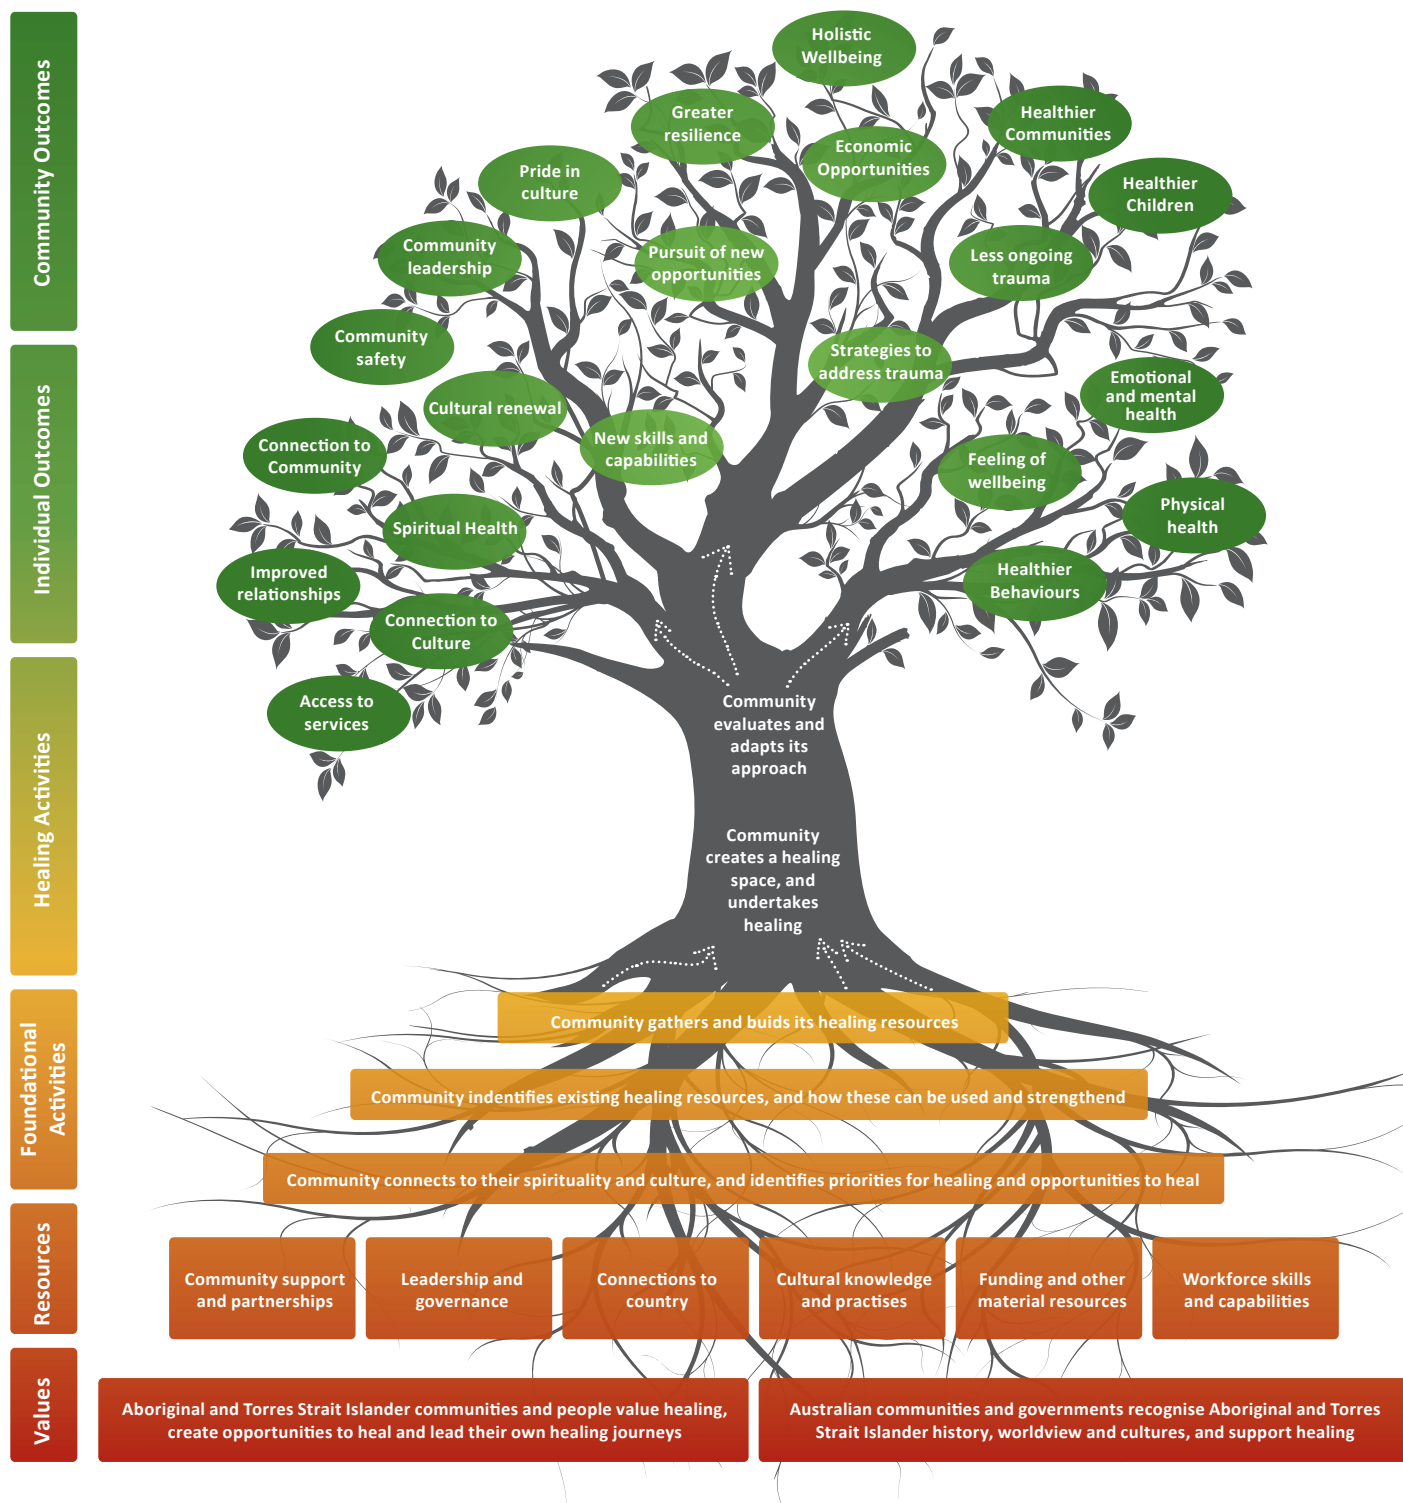 Community Outcomes
Individual Outcomes
Healing Activities
Foundational
Activities
Resources
Values
Holistic
Wellbeing
Greater
resilience
Healthier
Communities
Economic
Opportunities
Pride in
culture
Healthier
Children
Community
leadership
Pursuit of new
opportunities
Less ongoing
trauma
Community
safety
Strategies to
address trauma
Emotional
and mental
health
Cultural renewal
New skills and
capabilities
Connection to
Community
Feeling of
wellbeing
Physical
health
Spiritual Health
Improved
relationships
Healthier
Behaviours
Connection to
Culture
Access to
services
Community
evaluates and
adapts its
approach
Community
creates a healing
space, and
undertakes
healing
Community gathers and buids its healing resources
Community indentifies existing healing resources, and how these can be used and strengthend
Community connects to their spirituality and culture, and identifies priorities for healing and opportunities to heal
Community support
and partnerships
Leadership and
governance
Connections to
country
Cultural knowledge
and practises
Funding and other
material resources
Workforce skills
and capabilities
Aboriginal and Torres Strait Islander communities and people value healing,
create opportunities to heal and lead their own healing journeys
Australian communities and governments recognise Aboriginal and Torres
Strait Islander history, worldview and cultures, and support healing